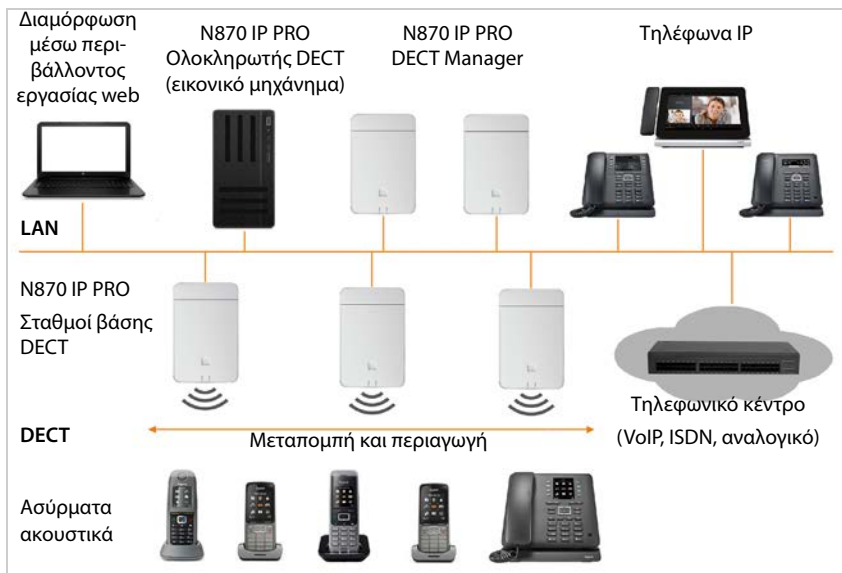 Διαμόρφωση
μέσω περι-
βάλλοντος
εργασίας web
N870 IP PRO
Ολοκληρωτής DECT
(εικονικό μηχάνημα)
N870 IP PRO
DECT Manager
Τηλέφωνα IP
LAN
N870 IP PRO
Σταθμοί βάσης
DECT
Τηλεφωνικό κέντρο
(VoIP, ISDN, αναλογικό)
DECT
Μεταπομπή και περιαγωγή
Ασύρματα
ακουστικά